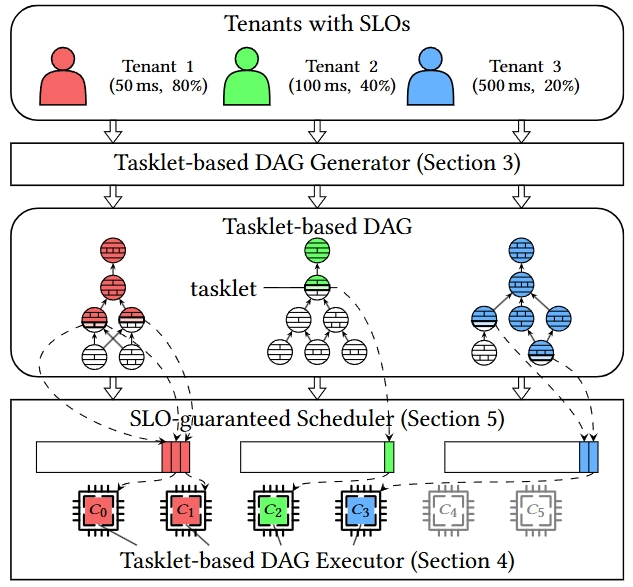 Tenants with SLOs
Tenant 1
(50 ms, 80%)
Tenant 2
(100 ms, 40%)
Tenant 3
(500 ms, 20%)
Tasklet-based DAG Generator (Section 3)
Tasklet-based DAG
tasklet
SLO-guaranteed Scheduler (Section 5)
C0 C1 C2 C3 C4 C5
Tasklet-based DAG Executor (Section 4)